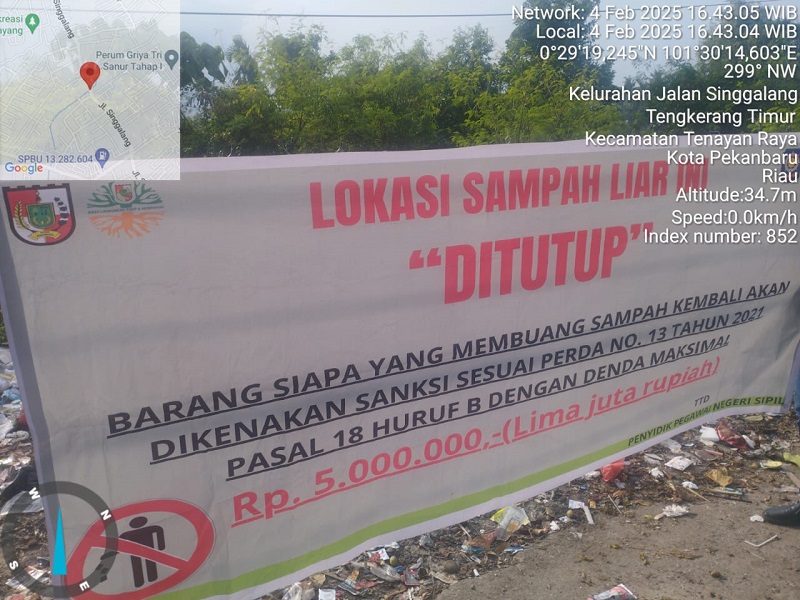 Network: 4 Feb 2025 16.43.05 WIB
Local: 4 Feb 2025 16.43.04 WIB
0°29'19,245"N 101°30'14,603"E
299° NW
Kelurahan Jalan Singgalang
Tengkerang Timur
Kecamatan Tenayan Raya
Kota Pekanbaru
Riau
Altitude:34.7m
Speed:0.0km/h
Index number: 852
Perum Griya Tri
Sanur Tahap I
Jl. Singgalang
SPBU 13.282.604
Google
LOKASI SAMPAH LIAR INI
“DITUTUP”
BARANG SIAPA YANG MEMBUANG SAMPAH KEMBALI AKAN
DIKENAKAN SANKSI SESUAI PERDA NO. 13 TAHUN 2021
PASAL 18 HURUF B DENGAN DENDA MAKSIMAL
Rp. 5.000.000,-(Lima juta rupiah)
TTD
PENYIDIK PEGAWAI NEGERI SIPIL
N
E
S
W